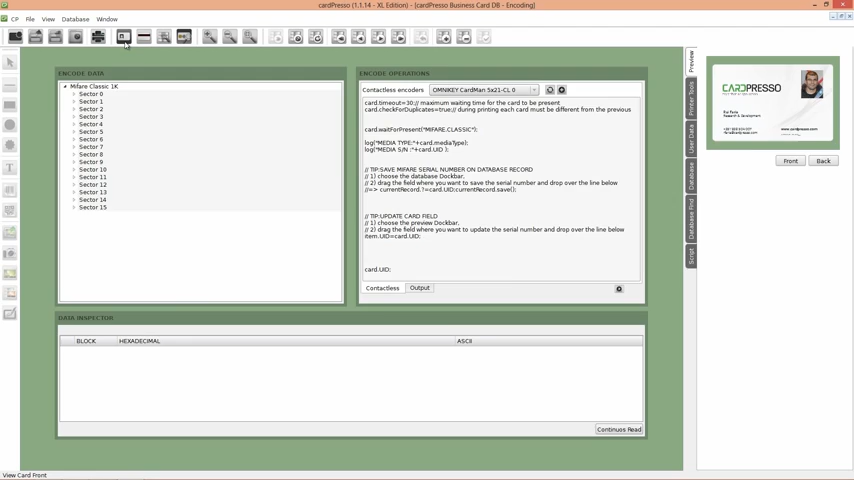 cardPresso (1.1.14 - XL Edition) - [cardPresso Business Card DB - Encoding]
CP File View Database Window
ENCODE DATA
Mifare Classic 1K
Sector 0
Sector 1
Sector 2
Sector 3
Sector 4
Sector 5
Sector 6
Sector 7
Sector 8
Sector 9
Sector 10
Sector 11
Sector 12
Sector 13
Sector 14
Sector 15
ENCODE OPERATIONS
Contactless encoders OMNIKEY CardMan 5x21-CL 0
card.timeout=30;// maximum waiting time for the card to be present
card.checkForDuplicates=true;// during printing each card must be different from the previous
card.waitForPresent("MIFARE.CLASSIC");
log("MEDIA TYPE:"+card.mediaType);
log("MEDIA S/N :"+card.UID );
// TIP:SAVE MIFARE SERIAL NUMBER ON DATABASE RECORD
// 1) choose the database Dockbar,
// 2) drag the field where you want to save the serial number and drop over the line below
//=> currentRecord.?=card.UID;currentRecord.save();
// TIP:UPDATE CARD FIELD
// 1) choose the preview Dockbar,
// 2) drag the field where you want to update the serial number and drop over the line below
item.UID=card.UID;
card.UID;
Contactless Output
DATA INSPECTOR
BLOCK HEXADECIMAL ASCII
Continuos Read
Preview
Printer Tools
User Data
Database
Database Find
Script
CARDPRESSO
Research & Development
Front Back
View Card Front